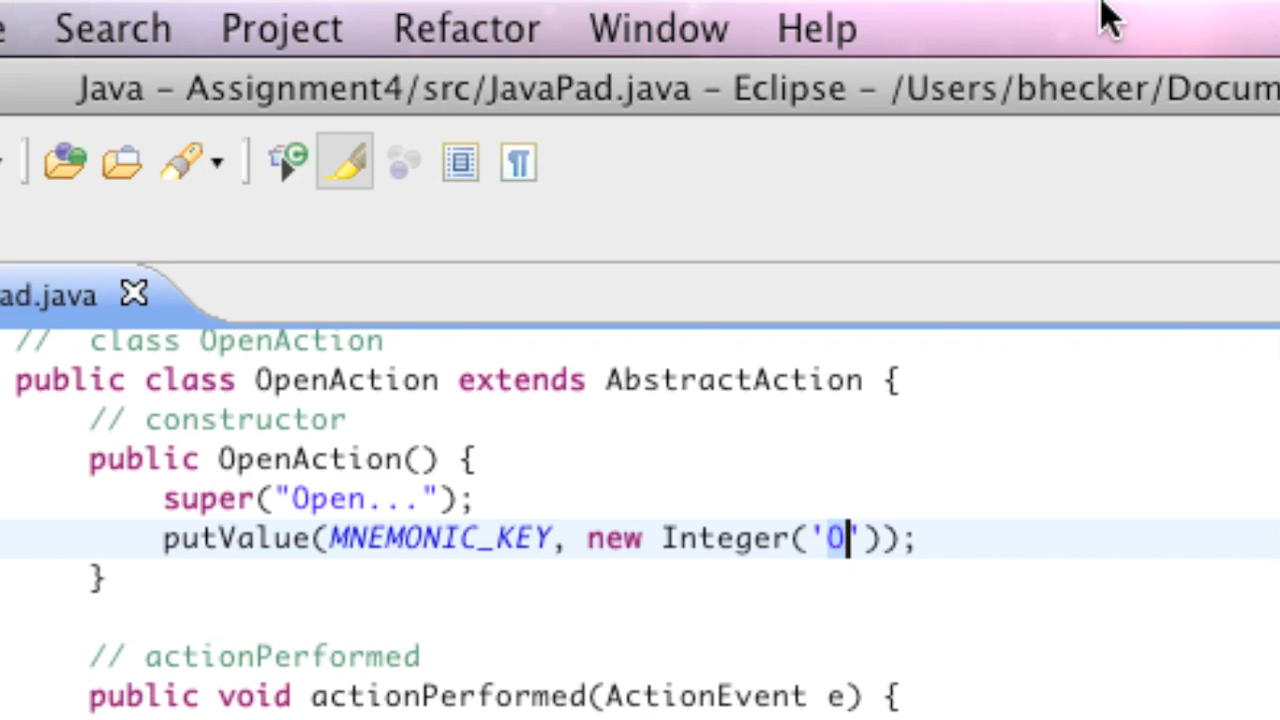 Search Project Refactor Window Help
Java – Assignment4/src/JavaPad.java – Eclipse – /Users/bhecker/Docum
ad.java
// class OpenAction
public class OpenAction extends AbstractAction {
// constructor
public OpenAction() {
super("Open...");
putValue(MNEMONIC_KEY, new Integer('O'));
}
// actionPerformed
public void actionPerformed(ActionEvent e) {